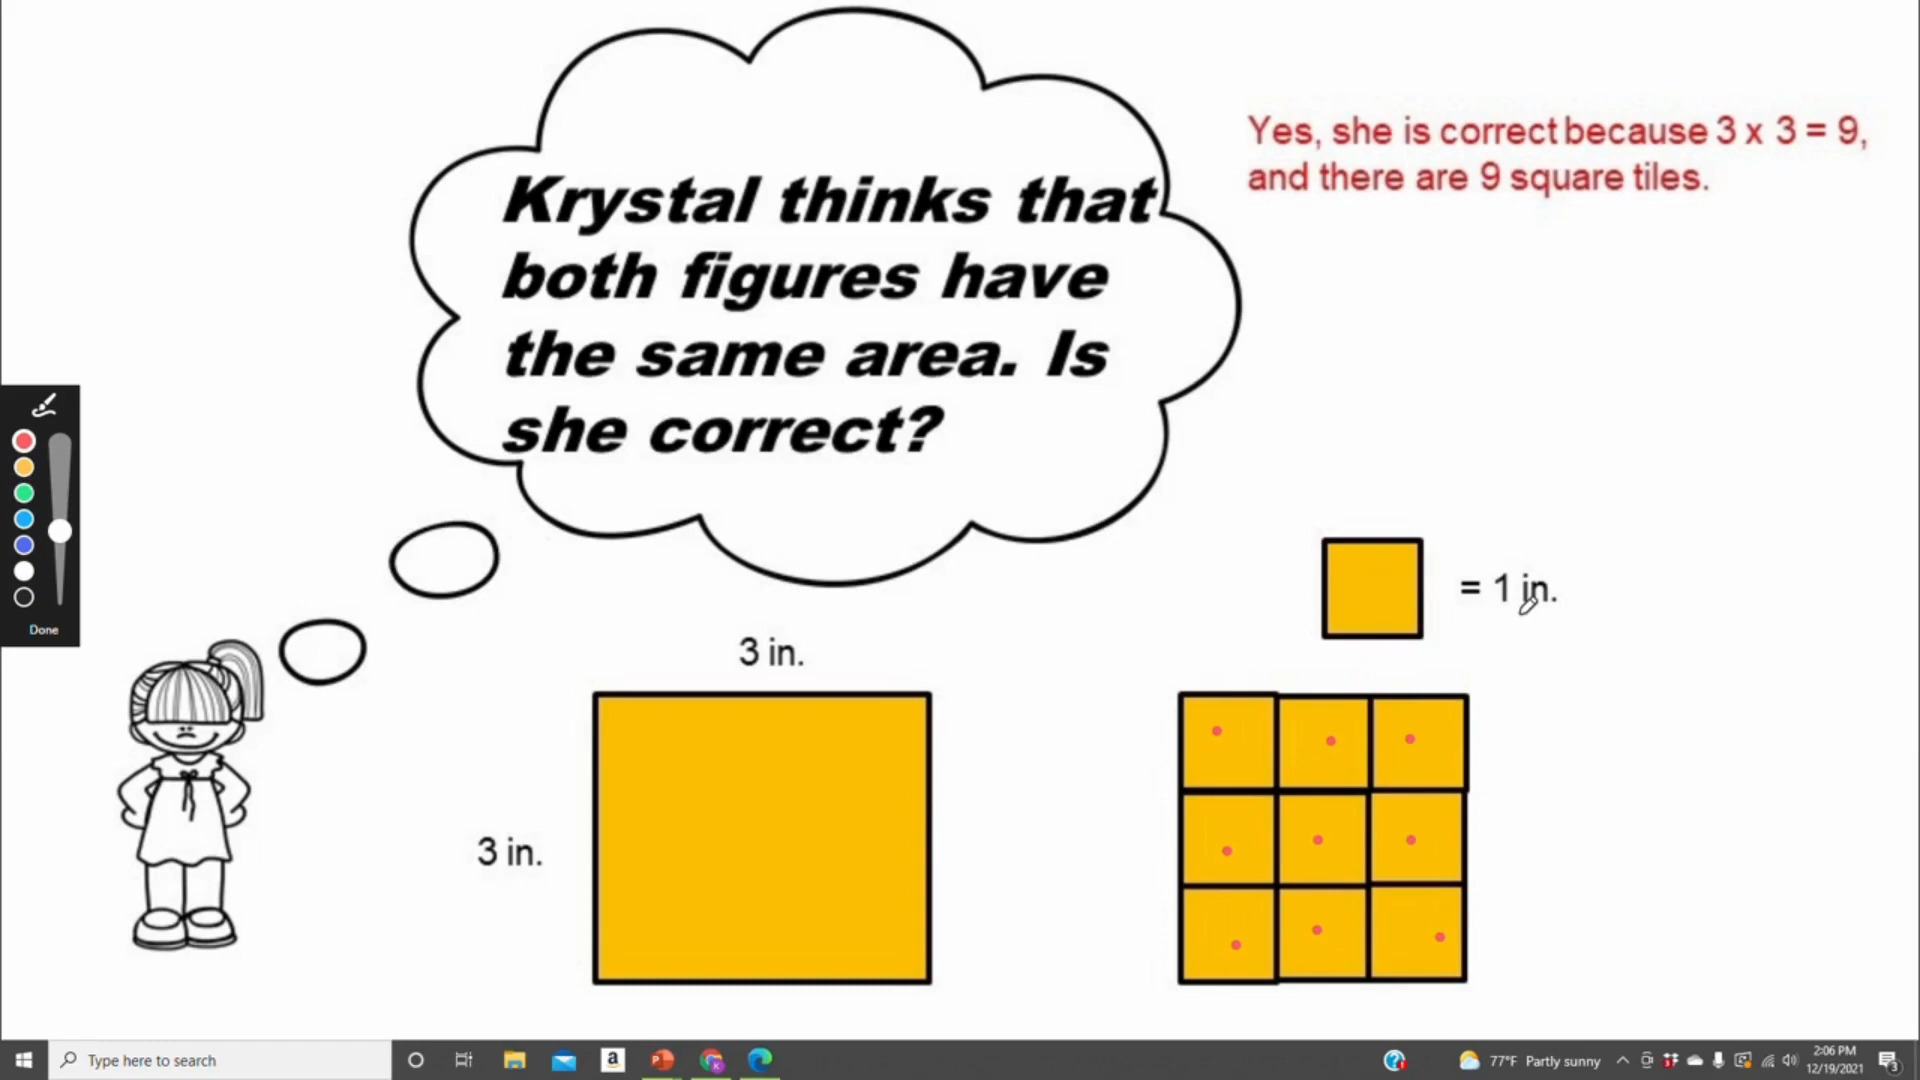 Yes, she is correct because 3 x 3 = 9,
and there are 9 square tiles.
Krystal thinks that
both figures have
the same area. Is
she correct?
= 1 in.
3 in.
3 in.
Done
Type here to search
a
77°F Partly sunny
2:06 PM
12/19/2021
3